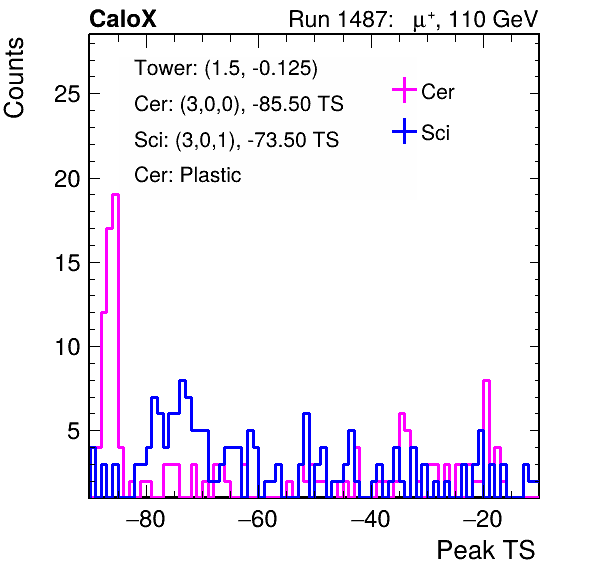 CaloX Run 1487: μ⁺, 110 GeV
Counts
Tower: (1.5, -0.125)
Cer: (3,0,0), -85.50 TS
Sci: (3,0,1), -73.50 TS
Cer: Plastic
Cer
Sci
25
20
15
10
5
−80 −60 −40 −20
Peak TS